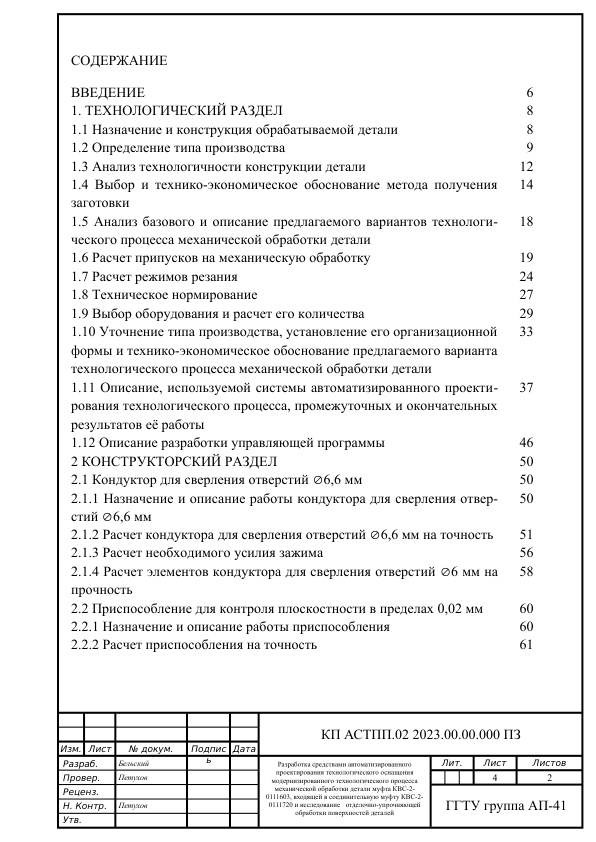 СОДЕРЖАНИЕ
ВВЕДЕНИЕ 6
1. ТЕХНОЛОГИЧЕСКИЙ РАЗДЕЛ 8
1.1 Назначение и конструкция обрабатываемой детали 8
1.2 Определение типа производства 9
1.3 Анализ технологичности конструкции детали 12
1.4 Выбор и технико-экономическое обоснование метода получения 14
заготовки
1.5 Анализ базового и описание предлагаемого вариантов технологи- 18
ческого процесса механической обработки детали
1.6 Расчет припусков на механическую обработку 19
1.7 Расчет режимов резания 24
1.8 Техническое нормирование 27
1.9 Выбор оборудования и расчет его количества 29
1.10 Уточнение типа производства, установление его организационной 33
формы и технико-экономическое обоснование предлагаемого варианта
технологического процесса механической обработки детали
1.11 Описание, используемой системы автоматизированного проекти- 37
рования технологического процесса, промежуточных и окончательных
результатов её работы
1.12 Описание разработки управляющей программы 46
2 КОНСТРУКТОРСКИЙ РАЗДЕЛ 50
2.1 Кондуктор для сверления отверстий ∅6,6 мм 50
2.1.1 Назначение и описание работы кондуктора для сверления отвер- 50
стий ∅6,6 мм
2.1.2 Расчет кондуктора для сверления отверстий ∅6,6 мм на точность 51
2.1.3 Расчет необходимого усилия зажима 56
2.1.4 Расчет элементов кондуктора для сверления отверстий ∅6 мм на 58
прочность
2.2 Приспособление для контроля плоскостности в пределах 0,02 мм 60
2.2.1 Назначение и описание работы приспособления 60
2.2.2 Расчет приспособления на точность 61
КП АСТПП.02 2023.00.00.000 ПЗ
Изм. Лист № докум. Подпис Дата
ь
Разраб. Бельский
Провер. Петухов
Реценз.
Н. Контр. Петухов
Утв.
Разработка средствами автоматизированного
проектирования технологического оснащения
модернизированного технологического процесса
механической обработки детали муфта КВС-2-
0111603, входящей в соединительную муфту КВС-2-
0111720 и исследование отделочно-упрочняющей
обработки поверхностей деталей
Лит. Лист Листов
4 2
ГГТУ группа АП-41